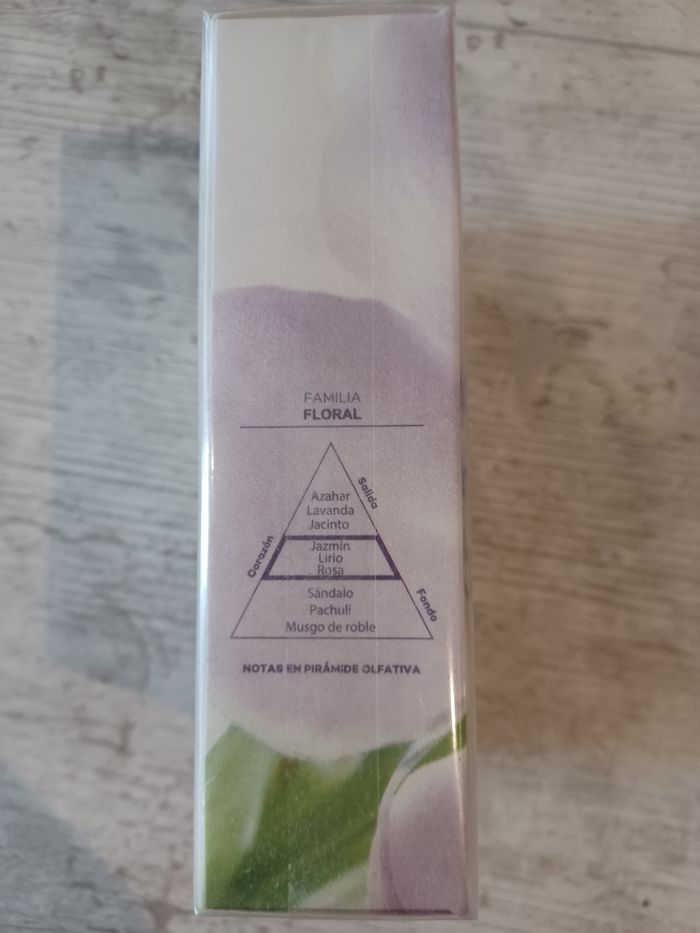 FAMILIA
FLORAL
Salida
Azahar
Lavanda
Jacinto
Corazón
Jazmín
Lirio
Rosa
Fondo
Sándalo
Pachulí
Musgo de roble
NOTAS EN PIRÁMIDE OLFATIVA